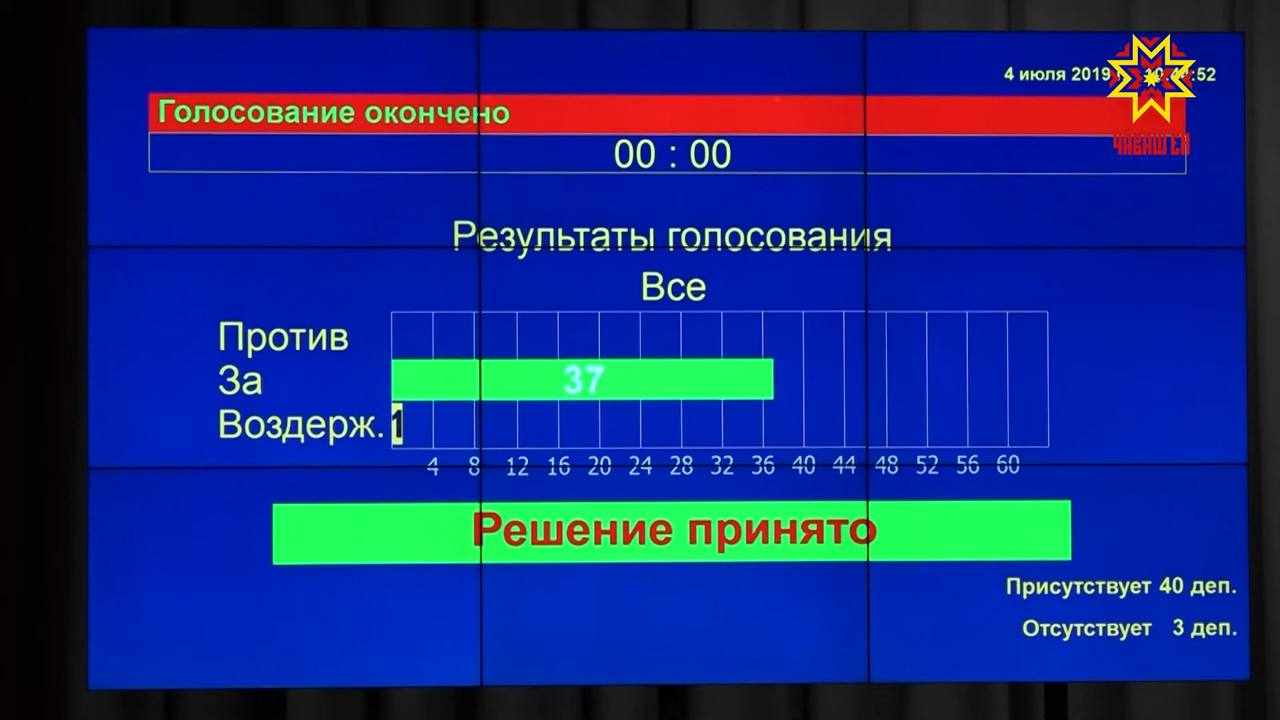 4 июля 2019
Голосование окончено
00 : 00
ЧӐВАШ ЕН
Результаты голосования
Все
Против
За 37
Воздерж. 1
4 8 12 16 20 24 28 32 36 40 44 48 52 56 60
Решение принято
Присутствует 40 деп.
Отсутствует 3 деп.